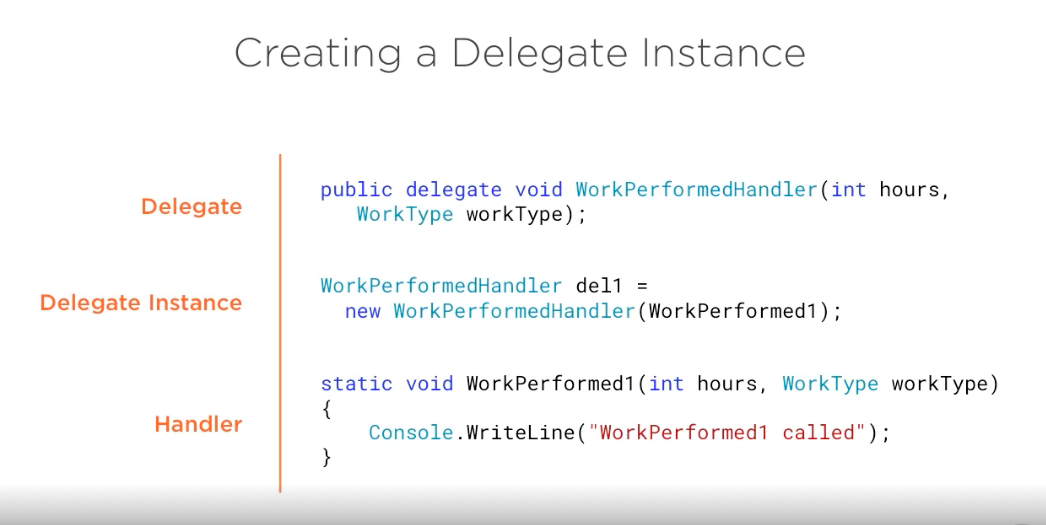 Creating a Delegate Instance
Delegate
public delegate void WorkPerformedHandler(int hours,
WorkType workType);
Delegate Instance
WorkPerformedHandler del1 =
new WorkPerformedHandler(WorkPerformed1);
Handler
static void WorkPerformed1(int hours, WorkType workType)
{
Console.WriteLine("WorkPerformed1 called");
}